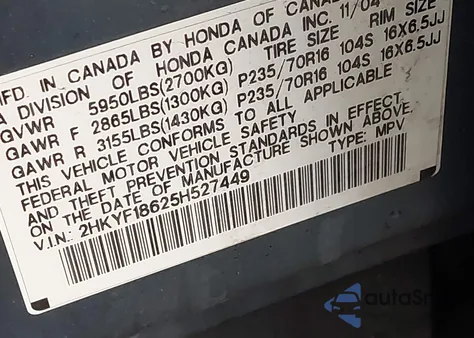 MFD. IN CANADA BY HONDA OF CANADA
A DIVISION OF HONDA CANADA INC. 11/04
GVWR 5950LBS(2700KG) TIRE SIZE RIM SIZE
GAWR F 2865LBS(1300KG) P235/70R16 104S 16X6.5JJ
GAWR R 3155LBS(1430KG) P235/70R16 104S 16X6.5JJ
THIS VEHICLE CONFORMS TO ALL APPLICABLE
FEDERAL MOTOR VEHICLE SAFETY
AND THEFT PREVENTION STANDARDS IN EFFECT
ON THE DATE OF MANUFACTURE SHOWN ABOVE.
V.I.N.: 2HKYF18625H527449 TYPE: MPV